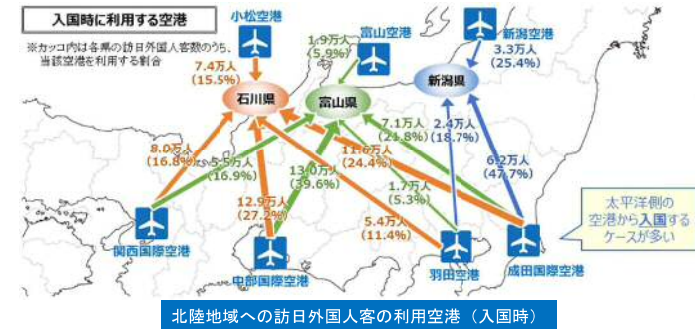 入国時に利用する空港
※カッコ内は各県の訪日外国人客数のうち、
当該空港を利用する割合
小松空港
富山空港
新潟空港
7.4万人
(15.5%)
1.9万人
(5.9%)
3.3万人
(25.4%)
石川県
富山県
新潟県
8.0万人
(16.8%)
5.5万人
(16.9%)
12.9万人
(27.2%)
13.0万人
(39.6%)
11.6万人
(24.4%)
7.1万人
(21.8%)
2.4万人
(18.7%)
6.2万人
(47.7%)
1.7万人
(5.3%)
5.4万人
(11.4%)
関西国際空港
中部国際空港
羽田空港
成田国際空港
太平洋側の
空港から入国する
ケースが多い
北陸地域への訪日外国人客の利用空港（入国時）